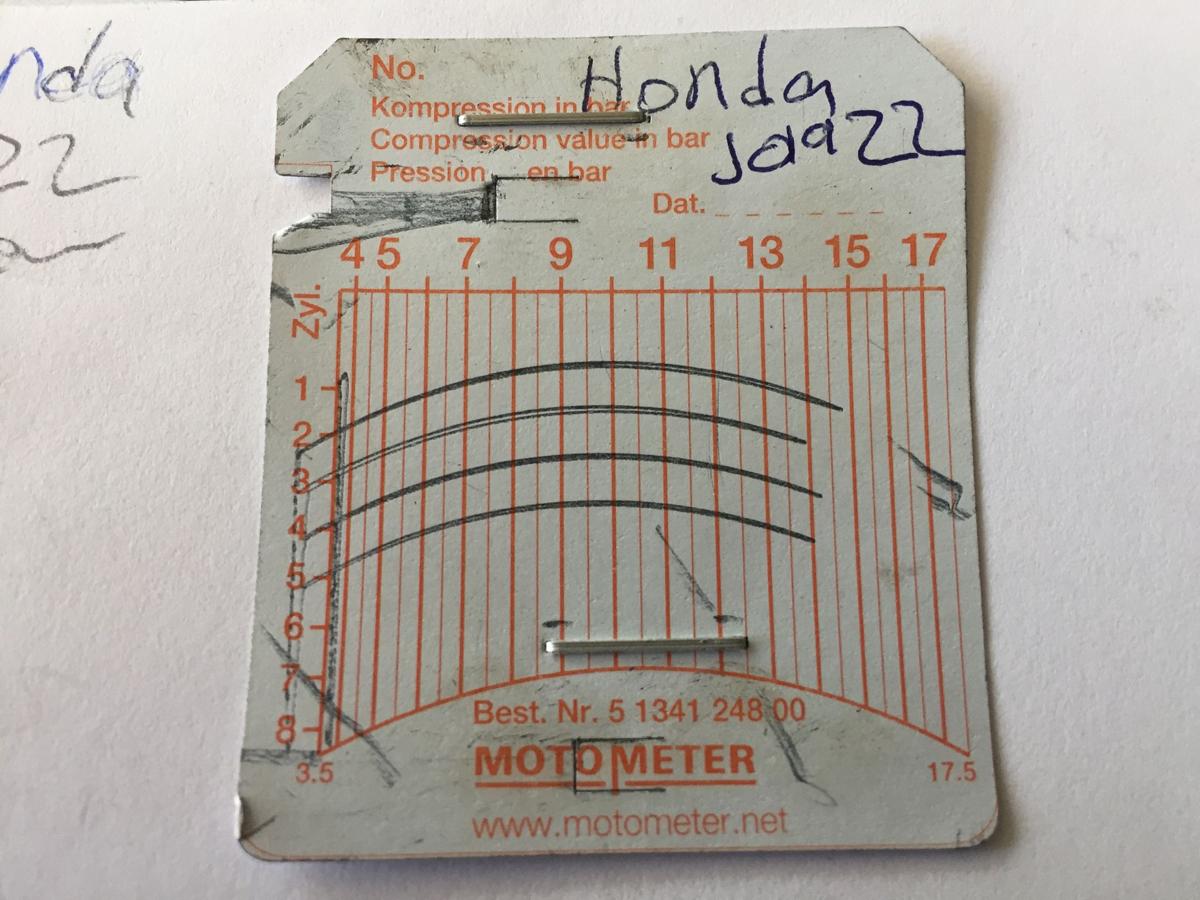 nda
22
No.
Honda
Kompression in bar
Compression value in bar
Jaazz
Pression en bar
Dat. _ _ _ _ _ _ _
4 5 7 9 11 13 15 17
Zyl.
1
2
3
4
5
6
7
8
3.5
17.5
Best. Nr. 5 1341 248 00
MOTOMETER
www.motometer.net